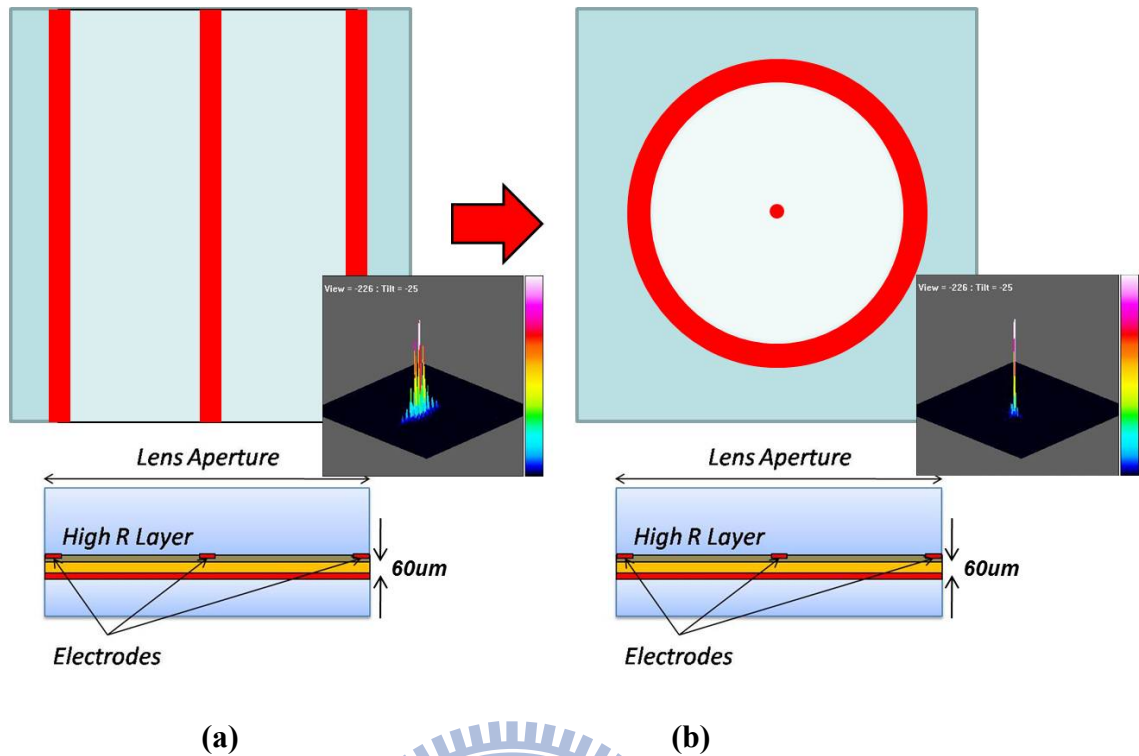 View = -226 : Tilt = -25
View = -226 : Tilt = -25
Lens Aperture
Lens Aperture
High R Layer
High R Layer
60um
60um
Electrodes
Electrodes
(a)
(b)